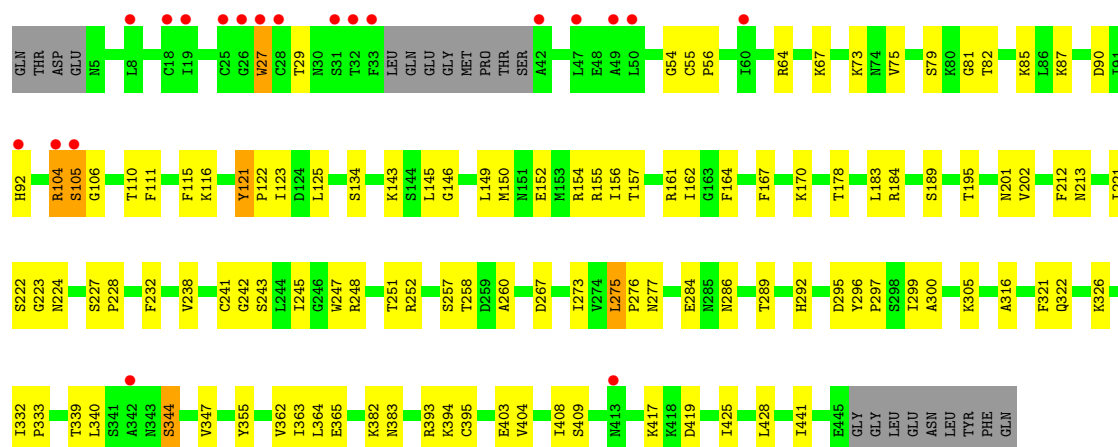 GLN THR ASP GLU N5 L8 C18 I19 C25 G26 W27 C28 T29 N30 S31 T32 F33 LEU GLN GLU GLY MET PRO THR SER A42 L47 E48 A49 L50 G54 C55 P56 I60 R64 K67 K73 N74 V75 S79 K80 G81 T82 K85 L86 K87 D90 I91
H92 R104 S105 G106 T110 F111 F115 K116 Y121 P122 I123 D124 L125 S134 K143 S144 L145 G146 L149 M150 N151 E152 M153 R154 R155 I156 T157 R161 I162 G163 F164 F167 K170 T178 L183 R184 S189 T195 N201 V202 F212 N213 I221
S222 G223 N224 S227 P228 F232 V238 C241 G242 S243 L244 I245 G246 W247 R248 T251 R252 S257 T258 D259 A260 D267 I273 V274 L275 P276 N277 E284 N285 N286 T289 H292 D295 Y296 P297 S298 I299 A300 K305 A316 F321 Q322 K326
I332 P333 T339 L340 S341 A342 N343 S344 V347 Y355 V362 I363 L364 E365 K382 N383 R393 K394 C395 E403 V404 I408 S409 N413 K417 K418 D419 I425 L428 I441 E445 GLY GLY LEU GLU ASN LEU TYR PHE GLN